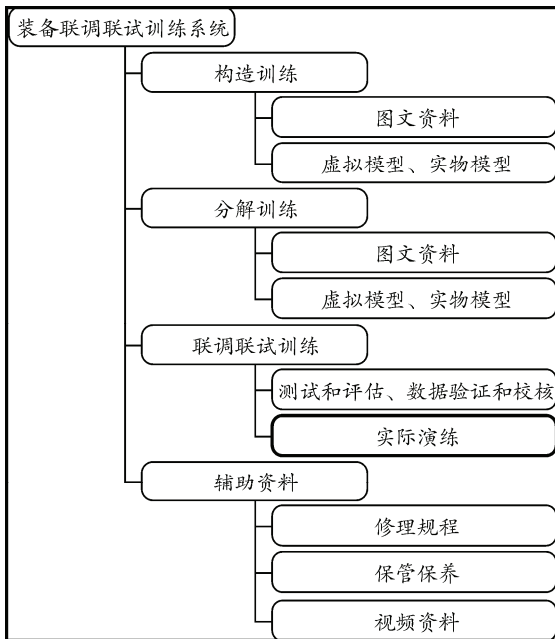 装备联调联试训练系统
构造训练
图文资料
虚拟模型、实物模型
分解训练
图文资料
虚拟模型、实物模型
联调联试训练
测试和评估、数据验证和校核
实际演练
辅助资料
修理规程
保管保养
视频资料